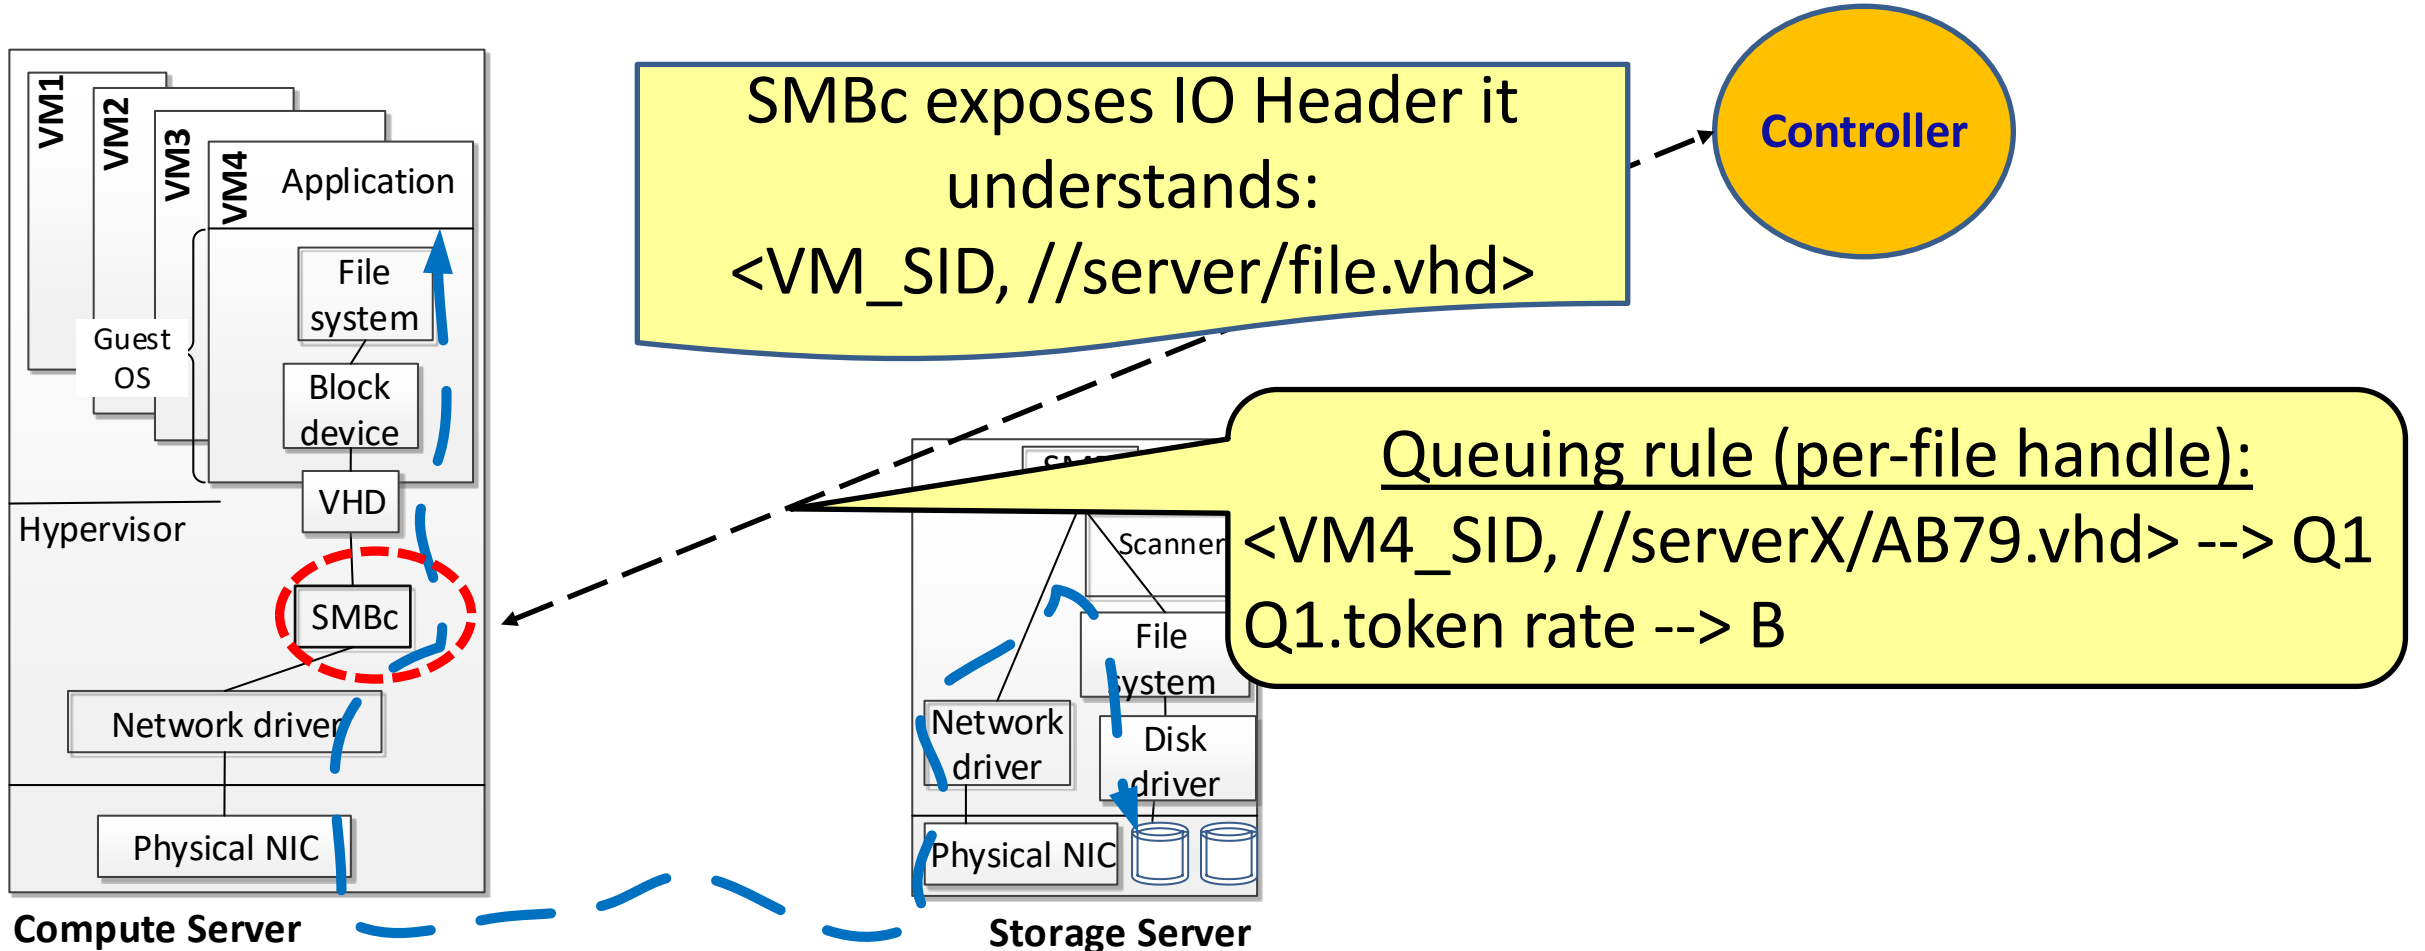 VM1
VM2
VM3
VM4
Application
File
system
Guest
OS
Block
device
VHD
Hypervisor
SMBc
Network driver
Physical NIC
Compute Server
SMBc exposes IO Header it
understands:
<VM_SID, //server/file.vhd>
Controller
Queuing rule (per-file handle):
<VM4_SID, //serverX/AB79.vhd> --> Q1
Q1.token rate --> B
Scanner
File
system
Network
driver
Disk
driver
Physical NIC
Storage Server